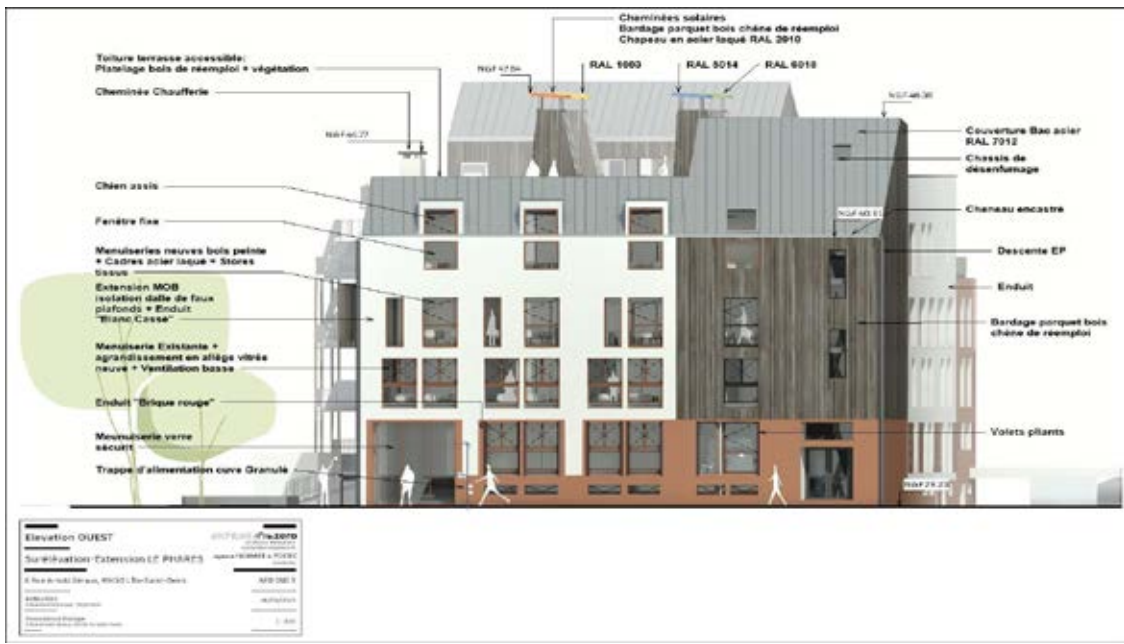 Cheminées solaires
Bardage parquet bois chêne de réemploi
Chapeau en acier laqué RAL 2010
Toiture terrasse accessible:
Platelage bois de réemploi + végétation
RAL 5014
RAL 6018
Cheminée Chaufferie
Couverture Bac acier
RAL 7012
Chassis de
désenfumage
Chien assis
Cheneau encastré
Fenêtre fixe
Menuiseries neuves bois peinte
+ Cadres acier laqué + Stores
tissus
Descente EP
Extension MOB
isolation dalle de faux
plafonds + Enduit
"Blanc Cassé"
Enduit
Bardage parquet bois
chêne de réemploi
Menuiserie Existante +
agrandissement en allège vitrée
neuve + Ventilation basse
Enduit "Brique rouge"
Volets pliants
Meunuiserie verre
sécurit
Trappe d'alimentation cuve Granulé
Elevation OUEST
Surélévation-Extension LE PHARES